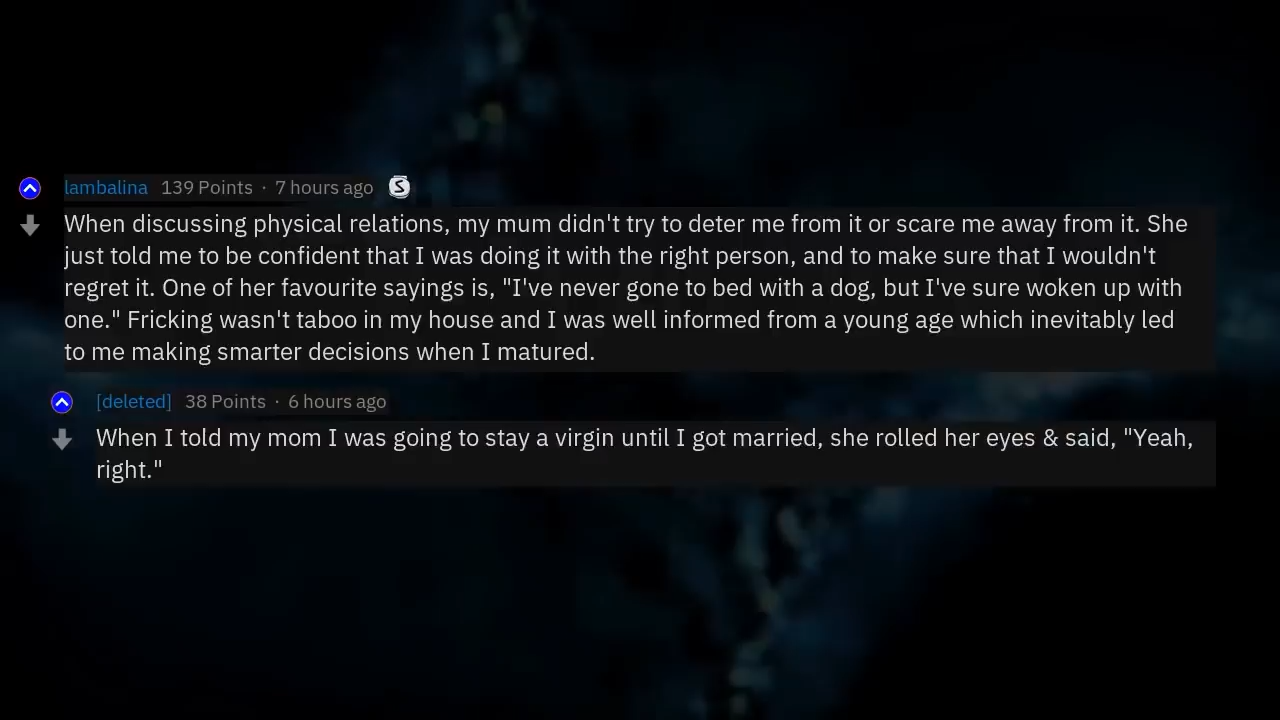 lambalina 139 Points · 7 hours ago S
When discussing physical relations, my mum didn't try to deter me from it or scare me away from it. She
just told me to be confident that I was doing it with the right person, and to make sure that I wouldn't
regret it. One of her favourite sayings is, "I've never gone to bed with a dog, but I've sure woken up with
one." Fricking wasn't taboo in my house and I was well informed from a young age which inevitably led
to me making smarter decisions when I matured.
[deleted] 38 Points · 6 hours ago
When I told my mom I was going to stay a virgin until I got married, she rolled her eyes & said, "Yeah,
right."